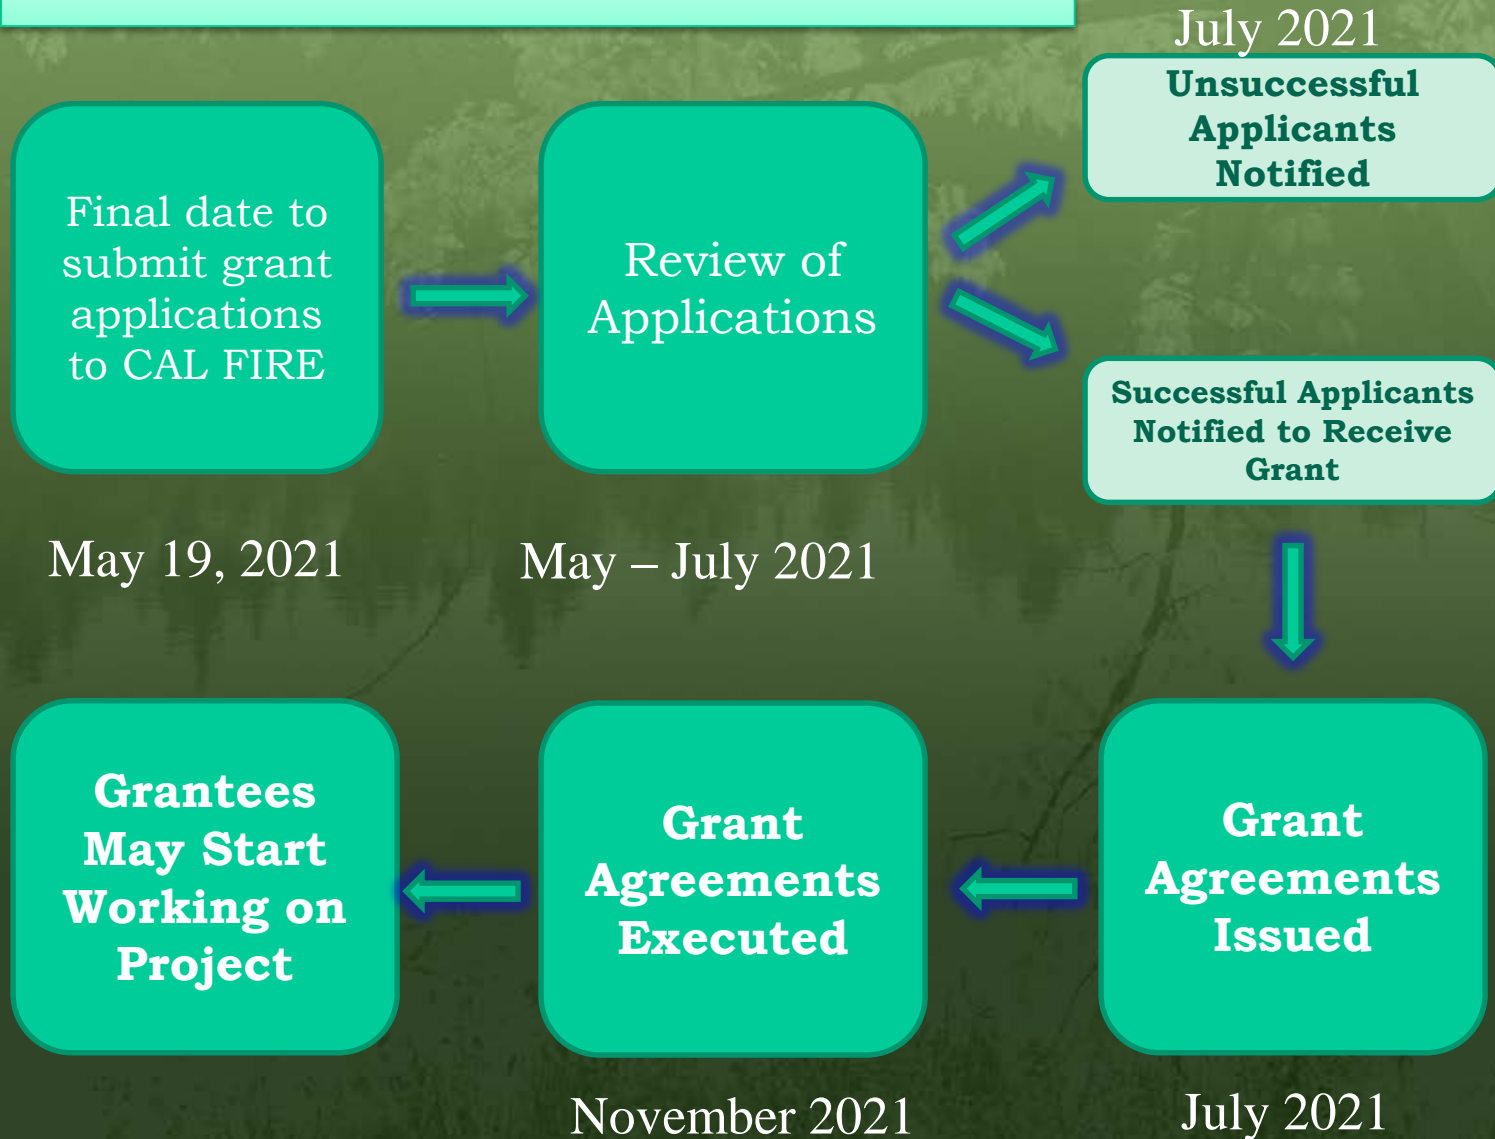 July 2021
Unsuccessful
Applicants
Notified
Final date to
submit grant
applications
to CAL FIRE
Review of
Applications
Successful Applicants
Notified to Receive
Grant
May 19, 2021
May – July 2021
Grantees
May Start
Working on
Project
Grant
Agreements
Executed
Grant
Agreements
Issued
November 2021
July 2021